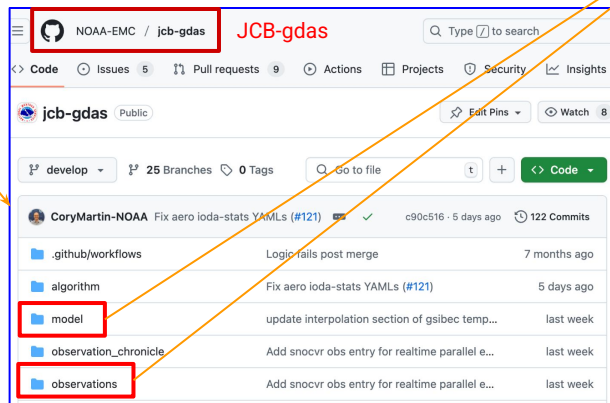 NOAA-EMC / jcb-gdas JCB-gdas Type / to search
<> Code Issues 5 Pull requests 9 Actions Projects Security Insights
jcb-gdas Public Edit Pins Watch 8
develop 25 Branches 0 Tags Go to file t + <> Code
CoryMartin-NOAA Fix aero ioda-stats YAMLs (#121) c90c516 · 5 days ago 122 Commits
.github/workflows Logic fails post merge 7 months ago
algorithm Fix aero ioda-stats YAMLs (#121) 5 days ago
model update interpolation section of gsibec temp... last week
observation_chronicle Add snocvr obs entry for realtime parallel e... last week
observations Add snocvr obs entry for realtime parallel e... last week